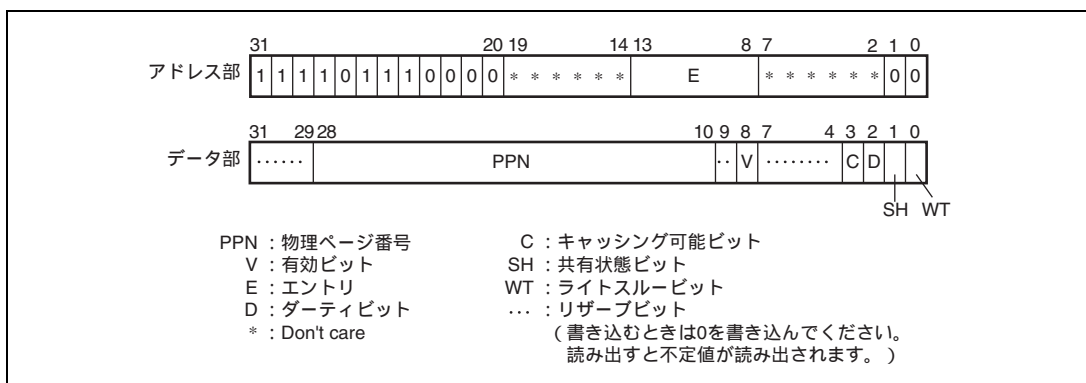 31 20 19 14 13 8 7 2 1 0
アドレス部 1 1 1 1 0 1 1 1 0 0 0 0 * * * * * * E * * * * * * 0 0
31 29 28 10 9 8 7 4 3 2 1 0
データ部 ······ PPN ·· V ········ C D
SH WT
PPN : 物理ページ番号 C : キャッシング可能ビット
V : 有効ビット SH : 共有状態ビット
E : エントリ WT : ライトスルービット
D : ダーティビット ··· : リザーブビット
* : Don't care (書き込むときは0を書き込んでください。
読み出すと不定値が読み出されます。)